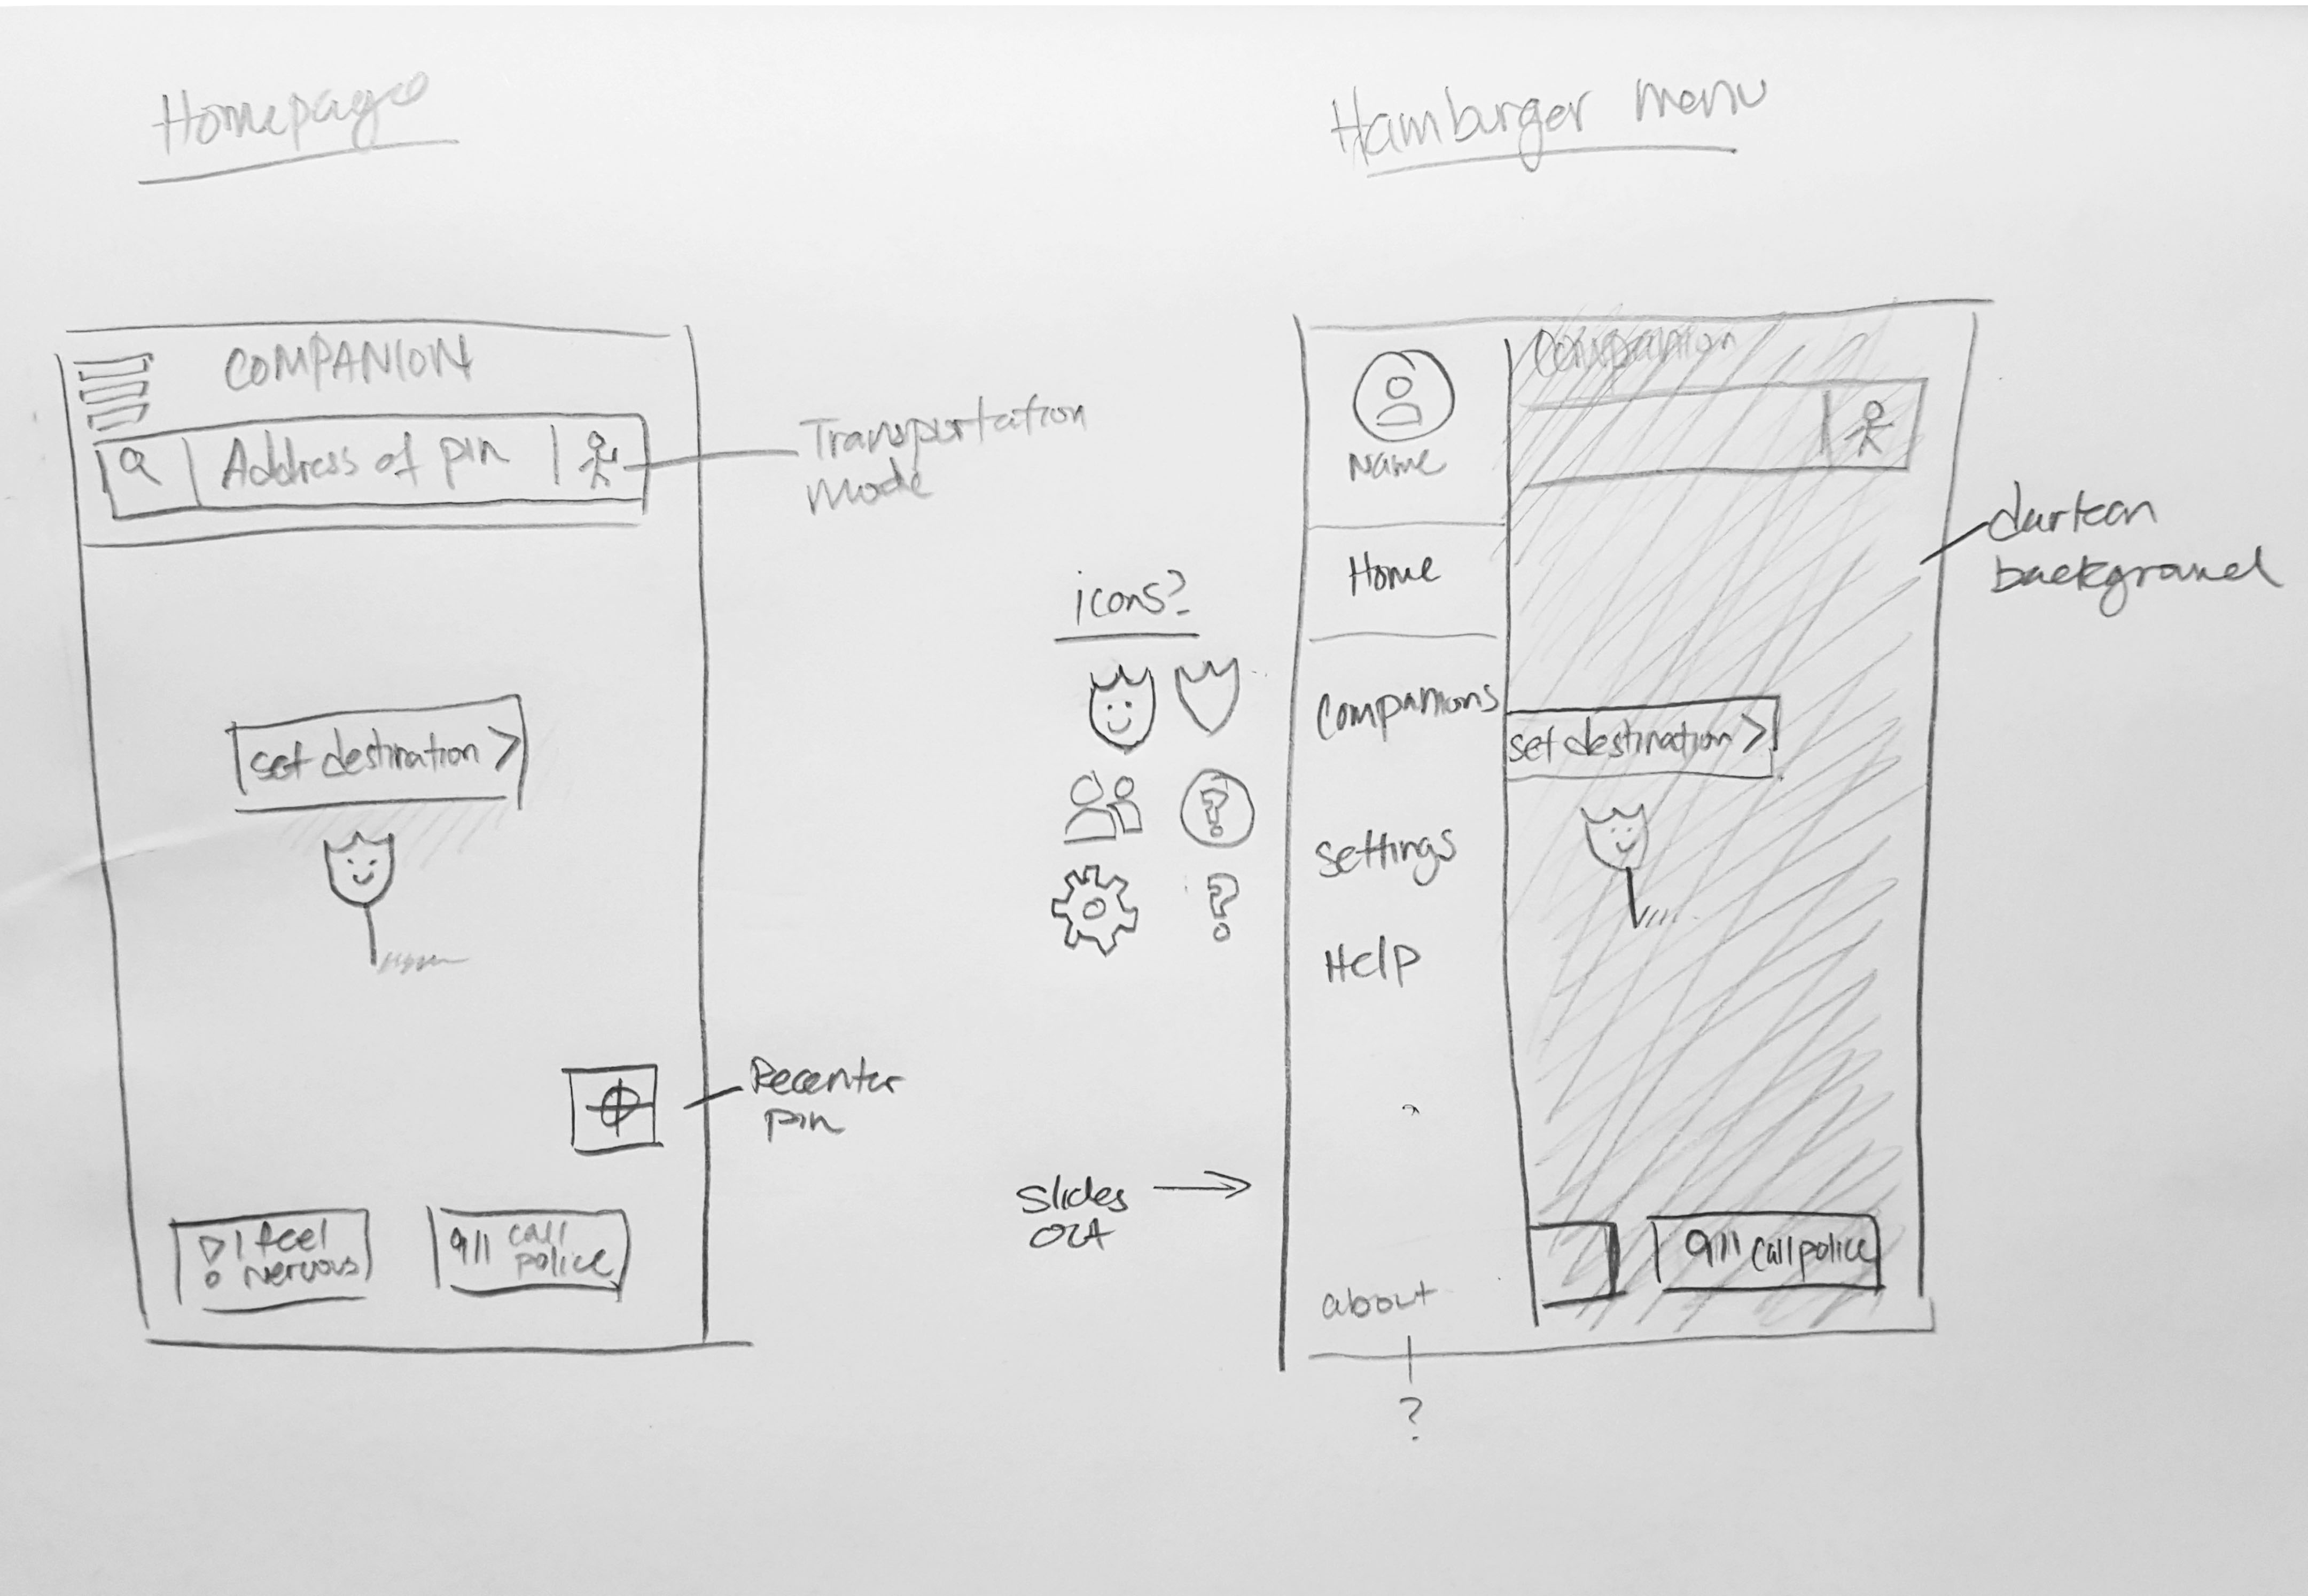 Homepage
COMPANION
Address of pin
Transportation
Mode
set destination >
Recenter
pin
! I feel
nervous
911 call
police
icons?
?
?
Slides
out
Hamburger menu
Name
Home
Companions
Settings
Help
about
?
Companion
darken
background
set destination >
911 call police